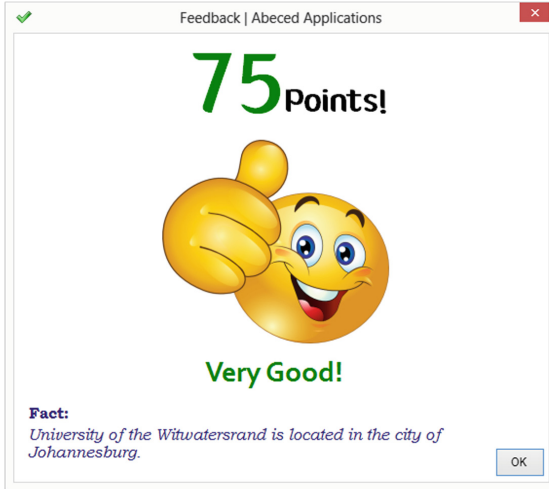 Feedback | Abeced Applications
75 Points!
Very Good!
Fact:
University of the Witwatersrand is located in the city of
Johannesburg.
OK